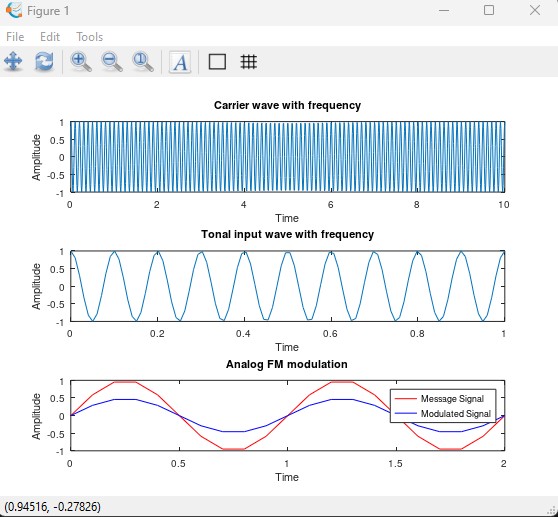 Figure 1
File Edit Tools
A
Carrier wave with frequency
Amplitude
1
0.5
0
-0.5
-1
0 2 4 6 8 10
Time
Tonal input wave with frequency
Amplitude
1
0.5
0
-0.5
-1
0 0.2 0.4 0.6 0.8 1
Time
Analog FM modulation
Amplitude
1
0.5
0
-0.5
-1
Message Signal
Modulated Signal
0 0.5 1 1.5 2
Time
(0.94516, -0.27826)